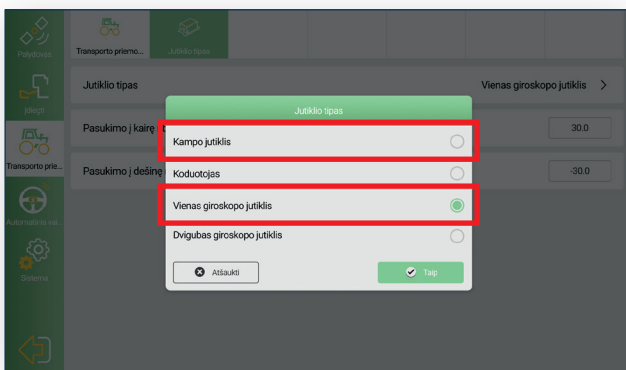 Palydovas
Transporto priemo...
Jutiklio tipas
Jutiklio tipas
Vienas giroskopo jutiklis
Įdiegti
Jutiklio tipas
Pasukimo į kairę
30.0
Kampo jutiklis
Transporto prie...
Pasukimo į dešinę
-30.0
Koduotojas
Vienas giroskopo jutiklis
Automatinis vai...
Dvigubas giroskopo jutiklis
Sistema
Atšaukti
Taip